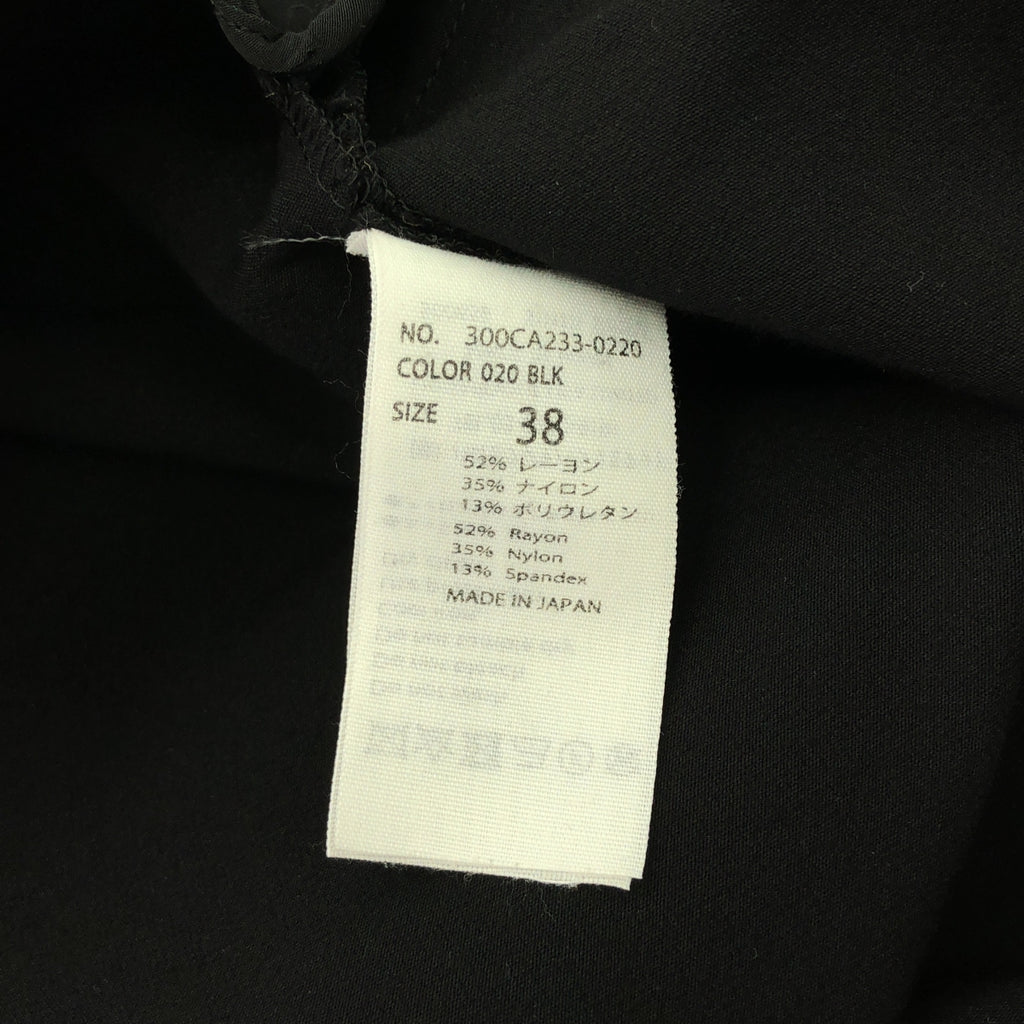 NO. 300CA233-0220
COLOR 020 BLK
SIZE 38
52% レーヨン
35% ナイロン
13% ポリウレタン
52% Rayon
35% Nylon
13% Spandex
MADE IN JAPAN